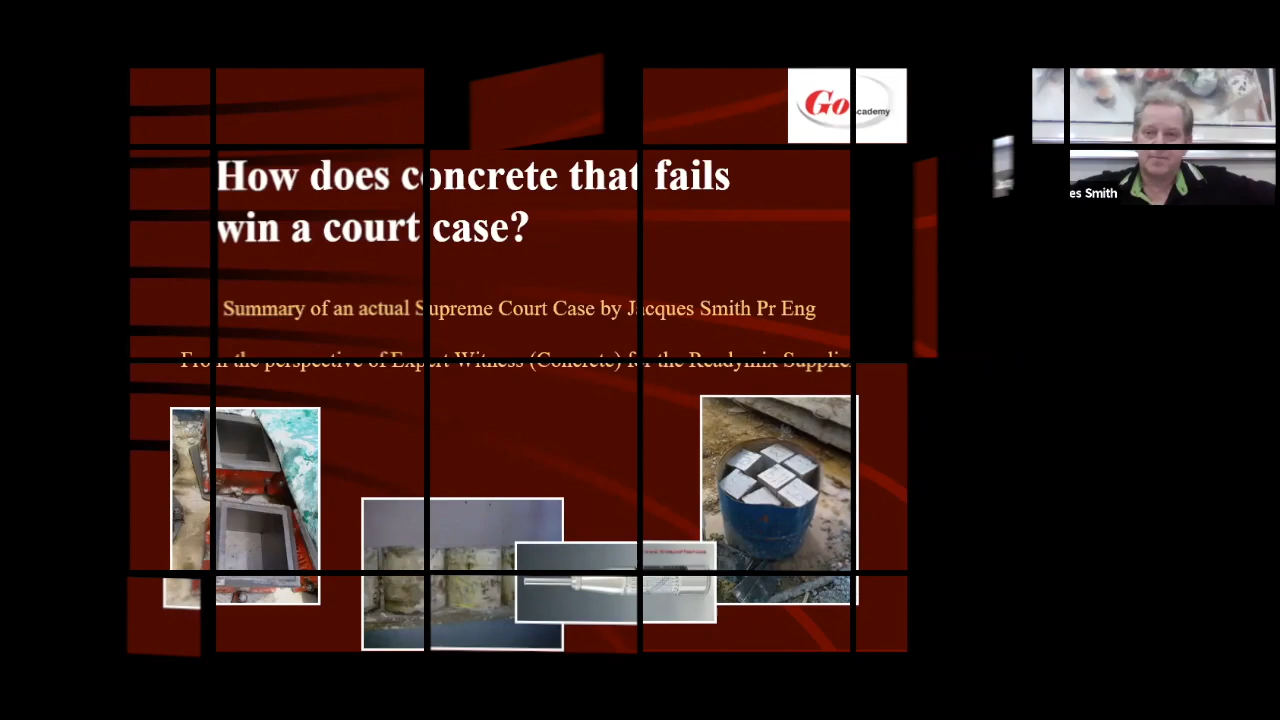 Go
cademy
How does concrete that fails
win a court case?
es Smith
Summary of an actual Supreme Court Case by Jacques Smith Pr Eng
From the perspective of Expert Witness (Concrete) for the Readymix Supplier